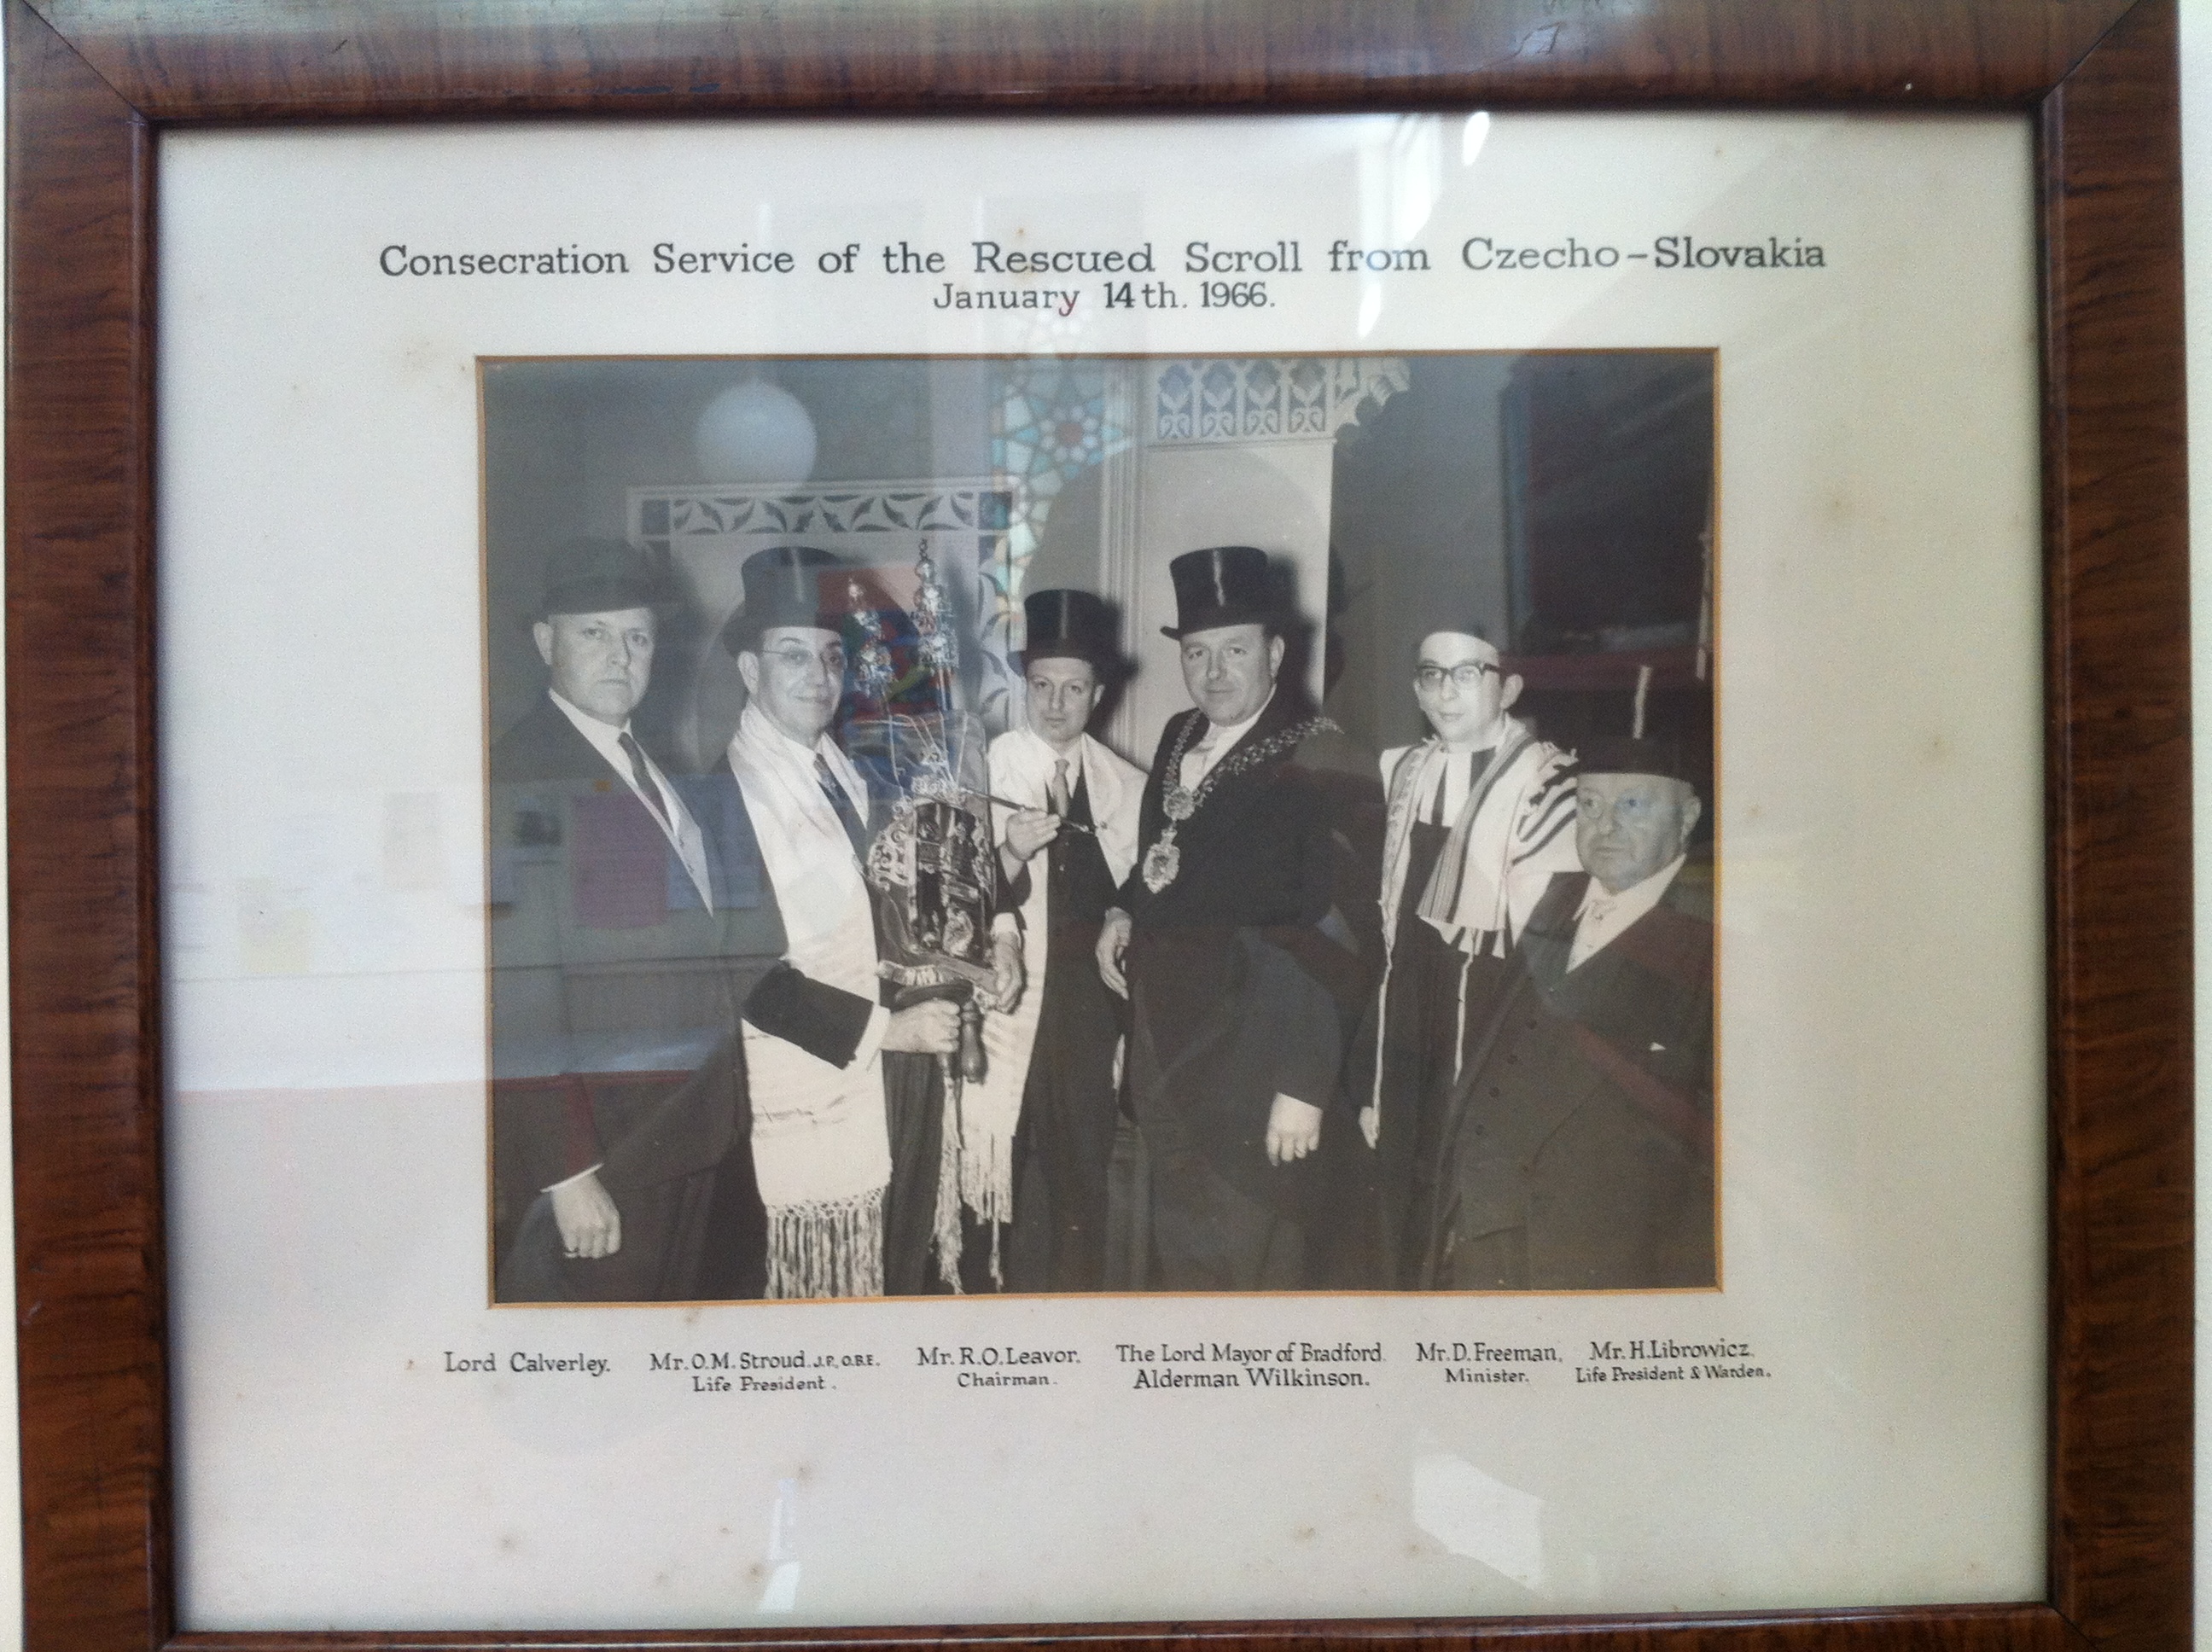 Consecration Service of the Rescued Scroll from Czecho-Slovakia
January 14th. 1966.
Lord Calverley. Mr. O.M. Stroud. J.P., O.B.E. Mr. R.O. Leavor. The Lord Mayor of Bradford. Mr. D. Freeman, Mr. H. Librowicz.
Life President. Chairman. Alderman Wilkinson. Minister. Life President & Warden.